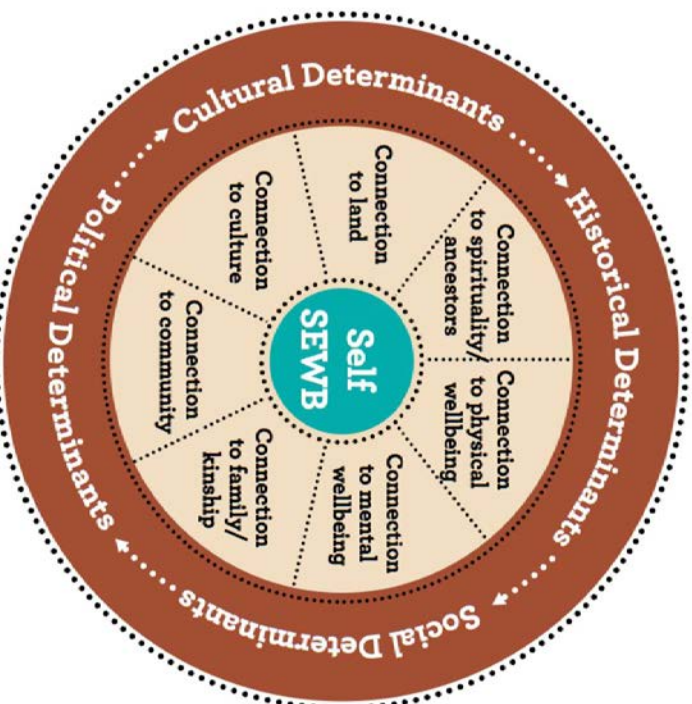 Cultural Determinants
Historical Determinants
Social Determinants
Political Determinants
Connection
to spirituality/
ancestors
Connection
to physical
wellbeing
Connection
to mental
wellbeing
Connection
to family/
kinship
Connection
to community
Connection
to culture
Connection
to land
Self
SEWB